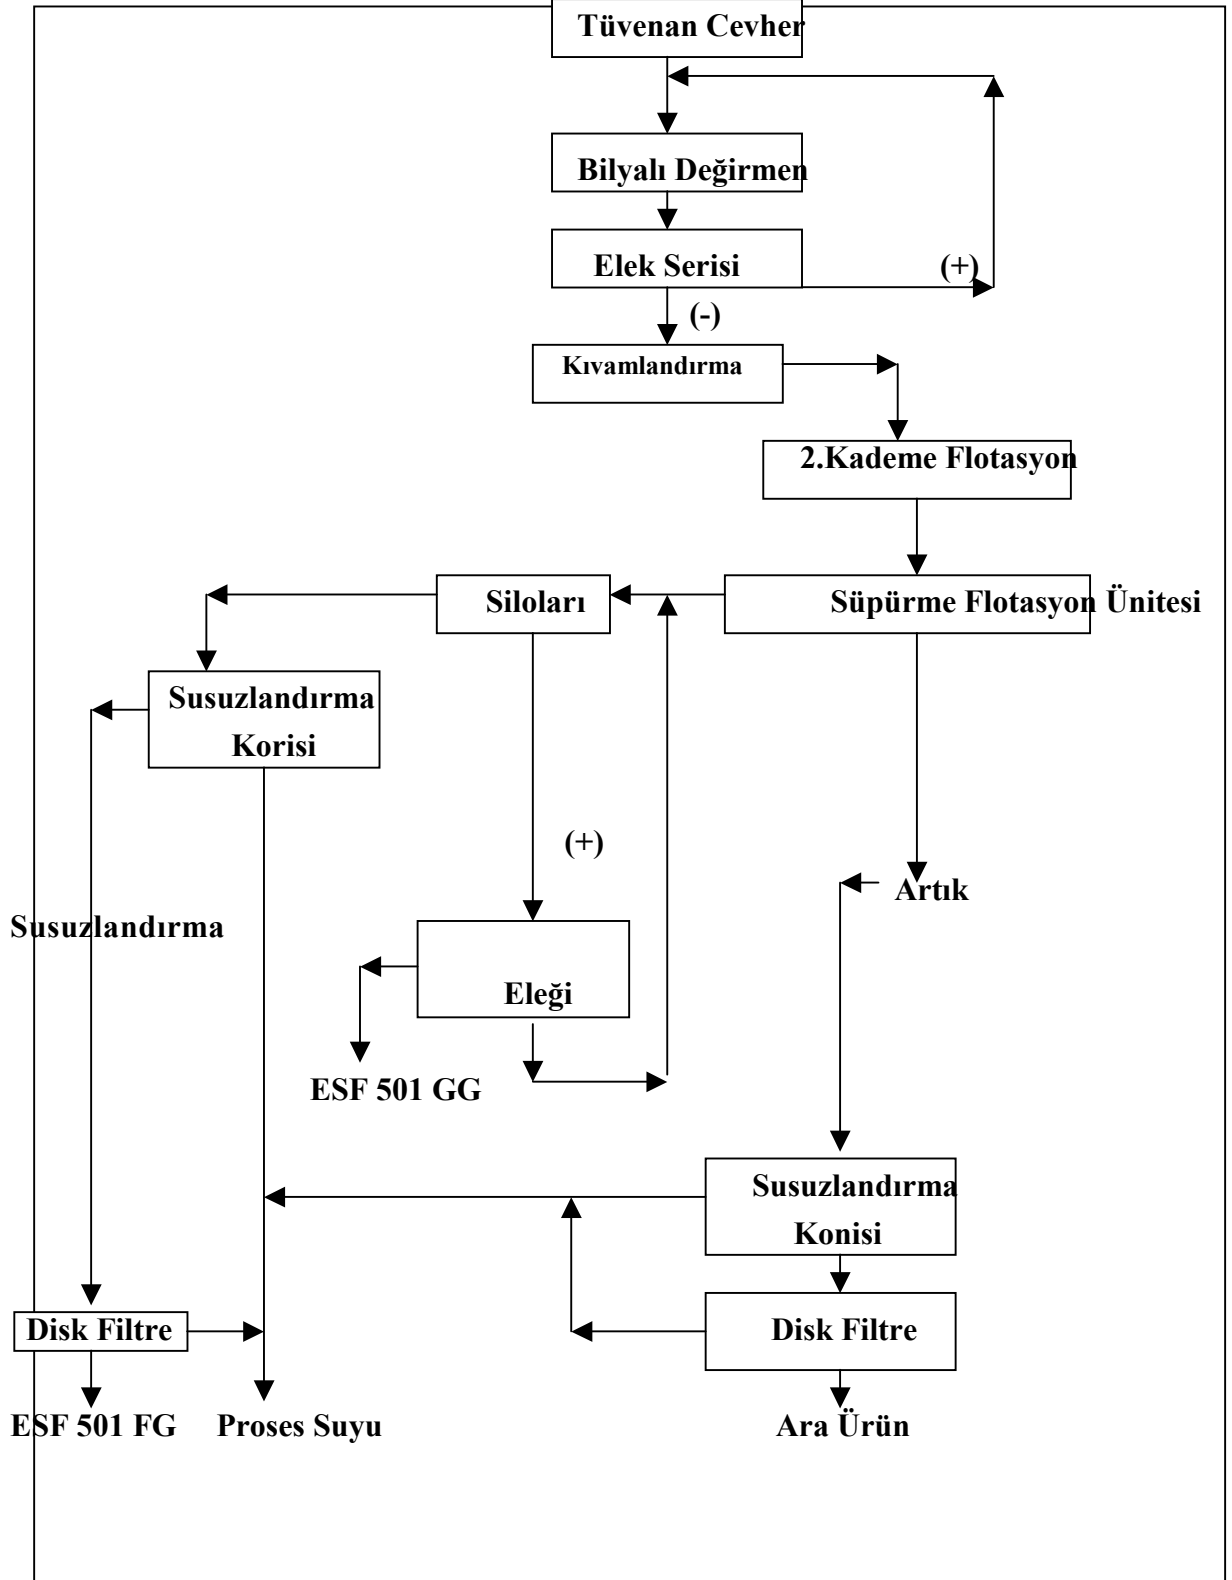 Tüvenan Cevher
Bilyalı Değirmen
Elek Serisi
(+)
(-)
Kıvamlandırma
2.Kademe Flotasyon
Siloları
Süpürme Flotasyon Ünitesi
Susuzlandırma
Korisi
(+)
Artık
Susuzlandırma
Eleği
ESF 501 GG
Susuzlandırma
Konisi
Disk Filtre
Disk Filtre
ESF 501 FG
Proses Suyu
Ara Ürün